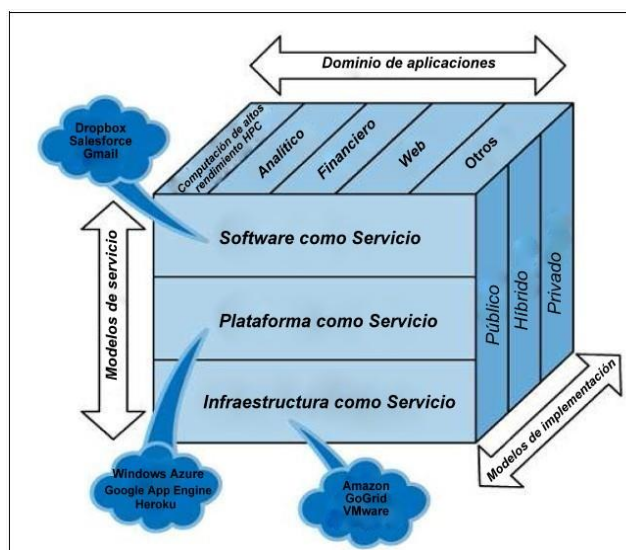 Dominio de aplicaciones
Dropbox
Salesforce
Gmail
Computación de altos
rendimiento HPC
Analítico
Financiero
Web
Otros
Modelos de servicio
Software como Servicio
Plataforma como Servicio
Infraestructura como Servicio
Público
Híbrido
Privado
Modelos de implementación
Windows Azure
Google App Engine
Heroku
Amazon
GoGrid
VMware